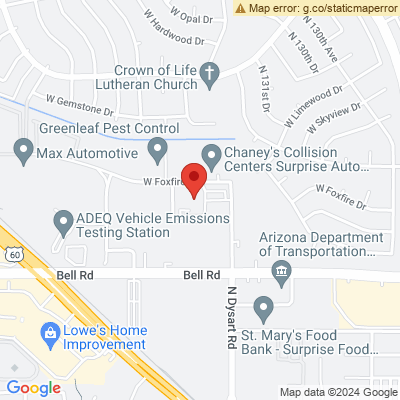 Map error: g.co/staticmaperror
W Opal Dr
W Hardwood Dr
N 130th Ave
N 130th Dr
Crown of Life
Lutheran Church
N 131st Dr
W Gemstone Dr
W Limewood Dr
W Skyview Dr
Greenleaf Pest Control
Max Automotive
Chaney's Collision
Centers Surprise Auto...
W Foxfire
W Foxfire Dr
ADEQ Vehicle Emissions
Testing Station
Arizona Department
of Transportation...
60
Bell Rd
Bell Rd
N Dysart Rd
Lowe's Home
Improvement
St. Mary's Food
Bank - Surprise Food...
Google
Map data ©2024 Google